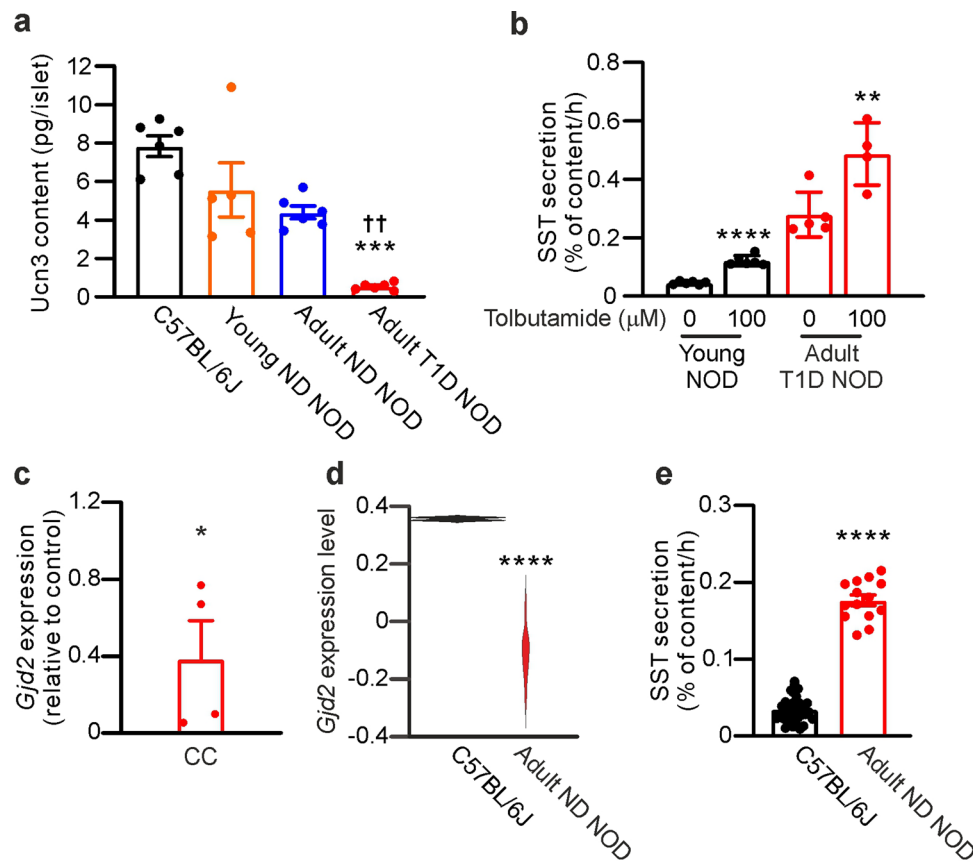 a
Ucn3 content (pg/islet)
12
10
8
6
4
2
0
††
***
C57BL/6J
Young ND NOD
Adult ND NOD
Adult T1D NOD
b
SST secretion
(% of content/h)
0.8
0.6
0.4
0.2
0
****
**
Tolbutamide (μM) 0 100 0 100
Young
NOD
Adult
T1D NOD
c
Gjd2 expression
(relative to control)
1.2
0.8
0.4
0
*
CC
d
Gjd2 expression level
0.4
0.2
0
-0.2
-0.4
****
C57BL/6J
Adult ND NOD
e
SST secretion
(% of content/h)
0.3
0.2
0.1
0
****
C57BL/6J
Adult ND NOD